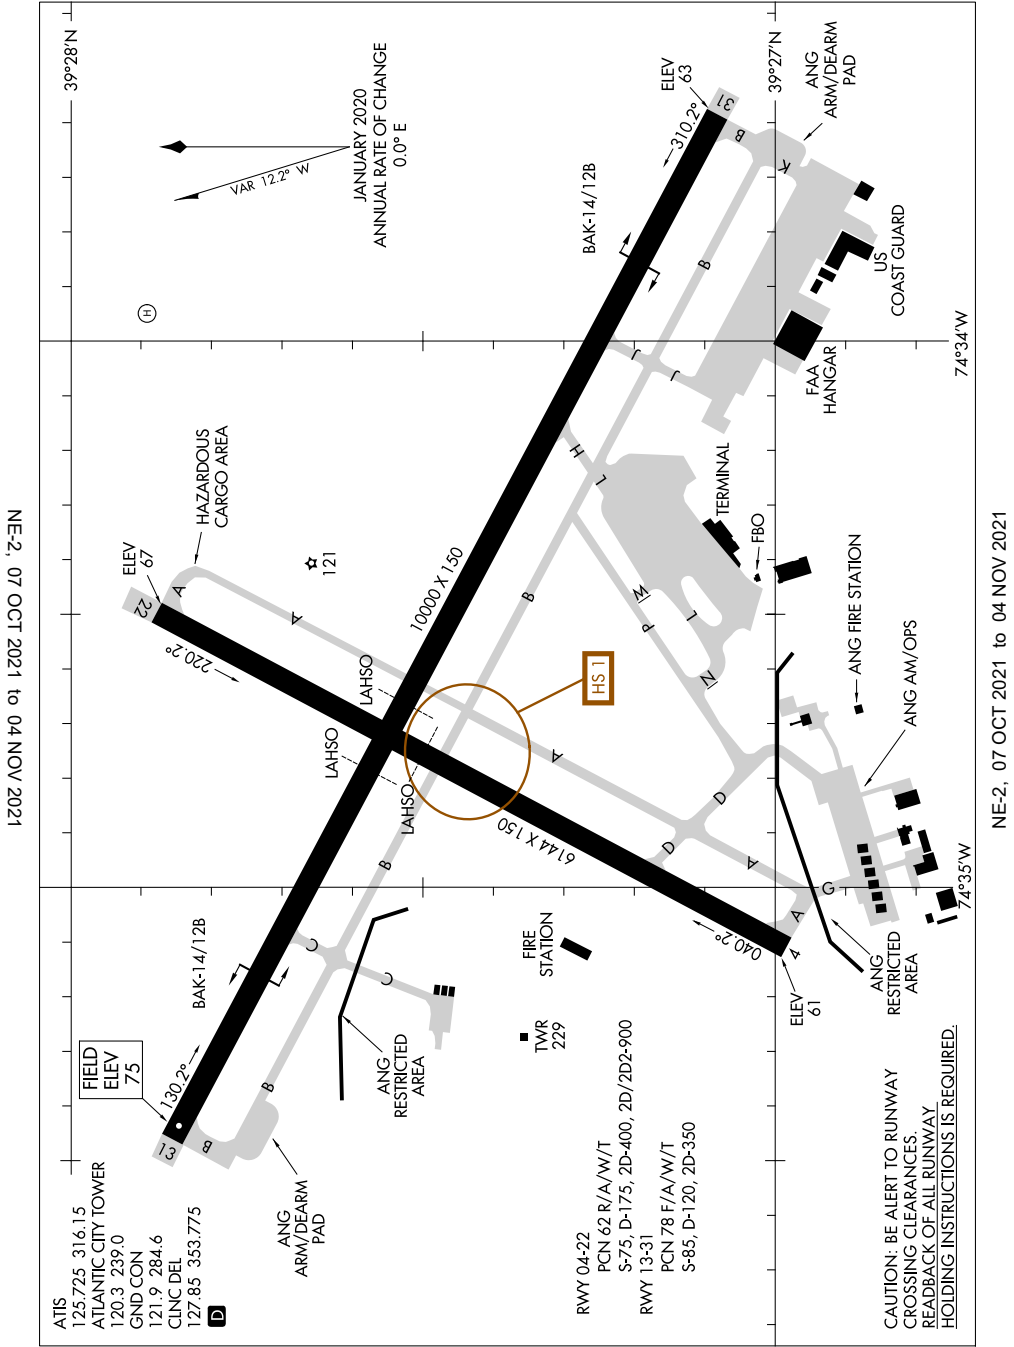 NE-2, 07 OCT 2021 to 04 NOV 2021
NE-2, 07 OCT 2021 to 04 NOV 2021
ATIS
125.725 316.15
ATLANTIC CITY TOWER
120.3 239.0
GND CON
121.9 284.6
CLNC DEL
127.85 353.775
D
39°28'N
39°27'N
74°34'W
74°35'W
JANUARY 2020
ANNUAL RATE OF CHANGE
0.0° E
VAR 12.2° W
H
FIELD
ELEV
75
130.2°
13
B
BAK-14/12B
ANG
ARM/DEARM
PAD
B
C
C
ANG
RESTRICTED
AREA
B
LAHSO
LAHSO
LAHSO
ELEV
67
22
220.2°
A
HAZARDOUS
CARGO AREA
A
121
10000 X 150
6144 X 150
HS 1
B
A
H
L
J
J
B
BAK-14/12B
310.2°
31
ELEV
63
B
K
ANG
ARM/DEARM
PAD
US
COAST GUARD
FAA
HANGAR
TERMINAL
FBO
M
P
L
N
D
D
A
A
G
4
040.2°
ELEV
61
ANG FIRE STATION
ANG AM/OPS
ANG
RESTRICTED
AREA
FIRE
STATION
TWR
229
RWY 04-22
PCN 62 R/A/W/T
S-75, D-175, 2D-400, 2D/2D2-900
RWY 13-31
PCN 78 F/A/W/T
S-85, D-120, 2D-350
CAUTION: BE ALERT TO RUNWAY
CROSSING CLEARANCES.
READBACK OF ALL RUNWAY
HOLDING INSTRUCTIONS IS REQUIRED.